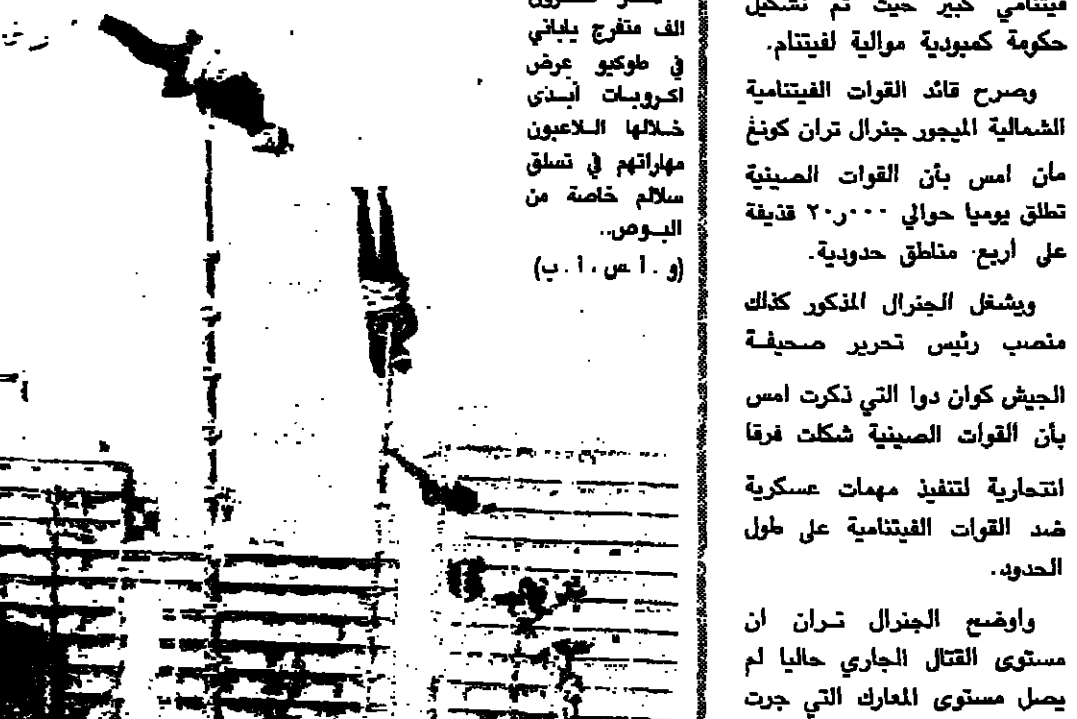 فيتنامي كبير حيث تم تشكيل
حكومة كمبودية موالية لفيتنام.
وصرح قائد القوات الفيتنامية
الشمالية الميجور جنرال تران كونغ
مان امس بأن القوات الصينية
تطلق يوميا حوالي ٢٠٫٠٠٠ قذيفة
على أربع مناطق حدودية.
ويشغل الجنرال المذكور كذلك
منصب رئيس تحرير صحيفة
الجيش كوان دوا التي ذكرت امس
بأن القوات الصينية شكلت فرقا
انتحارية لتنفيذ مهمات عسكرية
ضد القوات الفيتنامية على طول
الحدود.
واوضح الجنرال تران ان
مستوى القتال الجاري حاليا لم
يصل مستوى المعارك التي جرت
الف متفرج ياباني
في طوكيو عرض
اكروبات أبدى
خلالها اللاعبون
مهاراتهم في تسلق
سلالم خاصة من
البوص..
(و . أ س ، أ . ب)